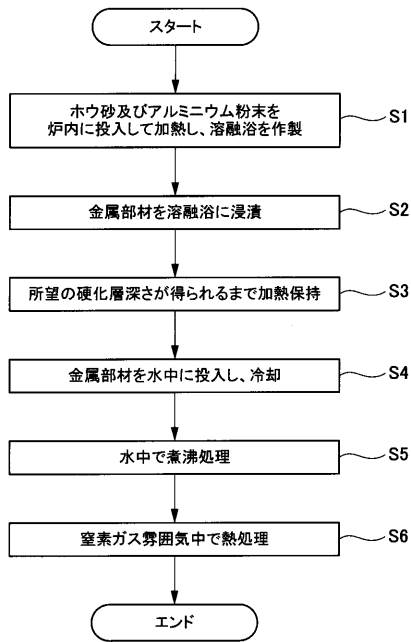 スタート
ホウ砂及びアルミニウム粉末を
炉内に投入して加熱し、溶融浴を作製
S1
金属部材を溶融浴に浸漬
S2
所望の硬化層深さが得られるまで加熱保持
S3
金属部材を水中に投入し、冷却
S4
水中で煮沸処理
S5
窒素ガス雰囲気中で熱処理
S6
エンド